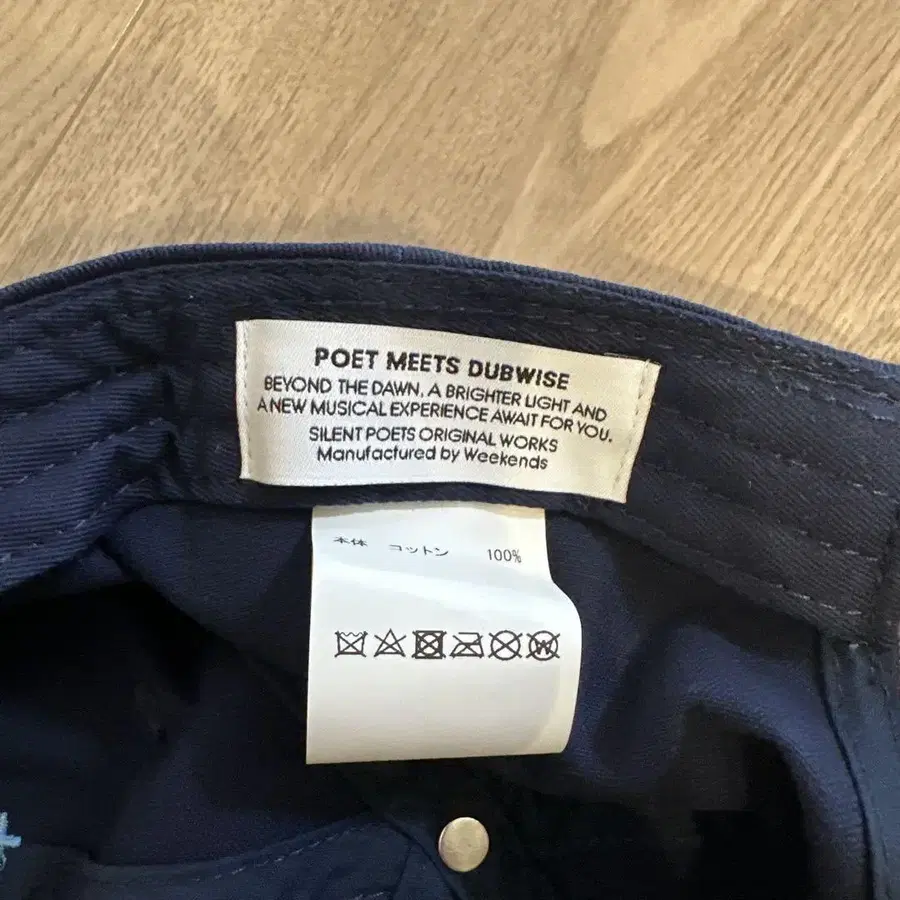 POET MEETS DUBWISE
BEYOND THE DAWN, A BRIGHTER LIGHT AND
A NEW MUSICAL EXPERIENCE AWAIT FOR YOU.
SILENT POETS ORIGINAL WORKS
Manufactured by Weekends
本体 コットン 100%
W